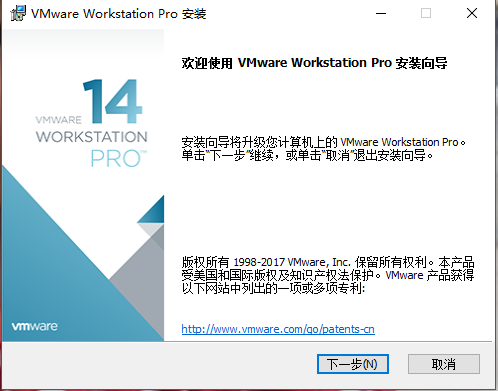 VMware Workstation Pro 安装
VMWARE 14
WORKSTATION
PRO™
欢迎使用 VMware Workstation Pro 安装向导
安装向导将升级您计算机上的 VMware Workstation Pro。
单击“下一步”继续，或单击“取消”退出安装向导。
版权所有 1998-2017 VMware, Inc. 保留所有权利。本产品
受美国和国际版权及知识产权法保护。VMware 产品获得
以下网站中列出的一项或多项专利:
http://www.vmware.com/go/patents-cn
vmware
下一步(N)
取消